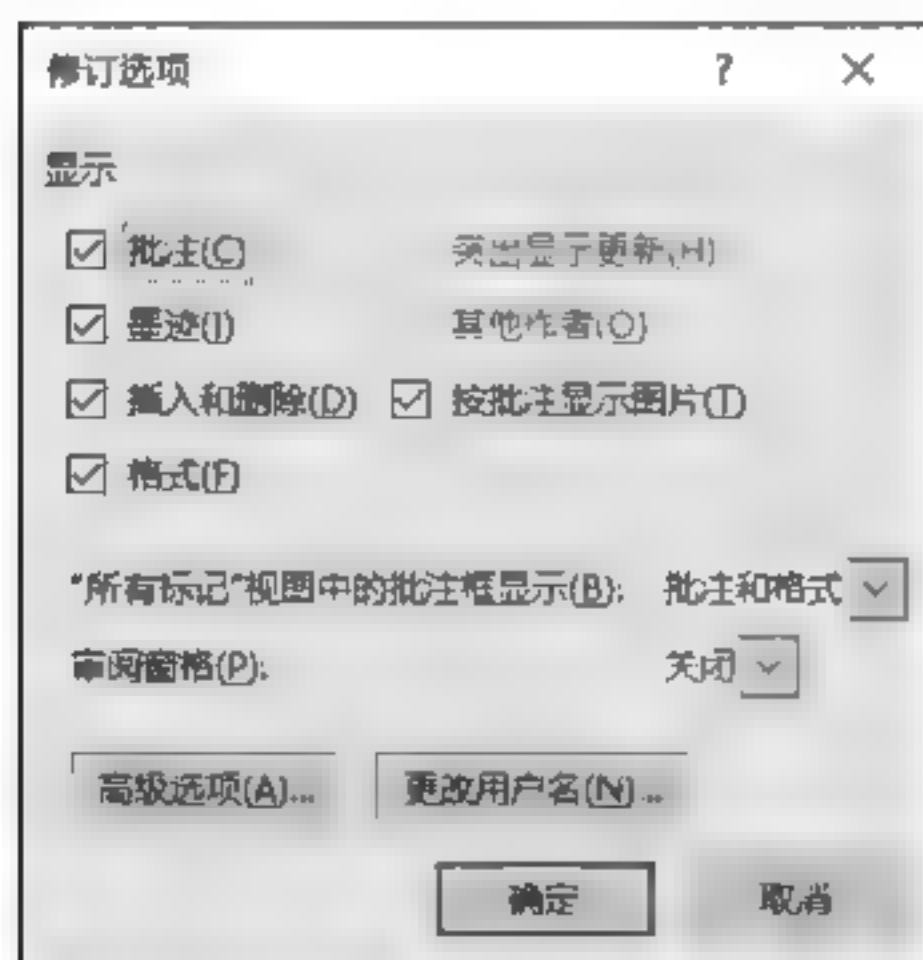 修订选项 ?
显示
批注(C) 突出显示更新(H)
墨迹(I) 其他作者(O)
插入和删除(D) 按批注显示图片(T)
格式(F)
"所有标记"视图中的批注框显示(B): 批注和格式
审阅窗格(P): 关闭
高级选项(A)... 更改用户名(N)...
确定 取消